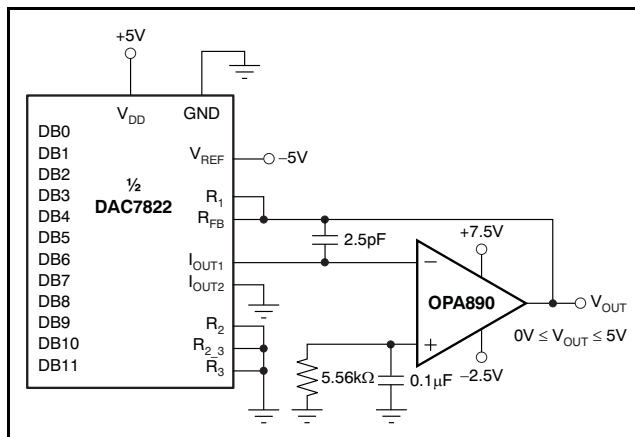 +5V
V_DD
GND
DB0
DB1
DB2
DB3
DB4
DB5
DB6
DB7
DB8
DB9
DB10
DB11
½
DAC7822
V_REF
−5V
R_1
R_FB
I_OUT1
I_OUT2
R_2
R_2_3
R_3
2.5pF
+7.5V
−
OPA890
+
−2.5V
V_OUT
0V ≤ V_OUT ≤ 5V
5.56kΩ
0.1μF